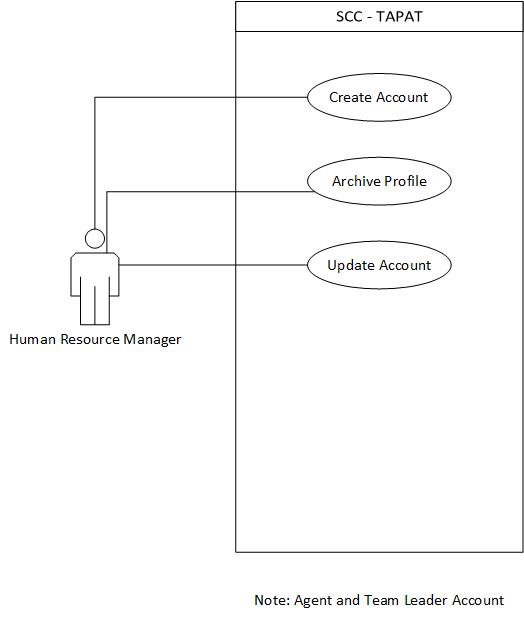 SCC - TAPAT
Create Account
Archive Profile
Update Account
Human Resource Manager
Note: Agent and Team Leader Account